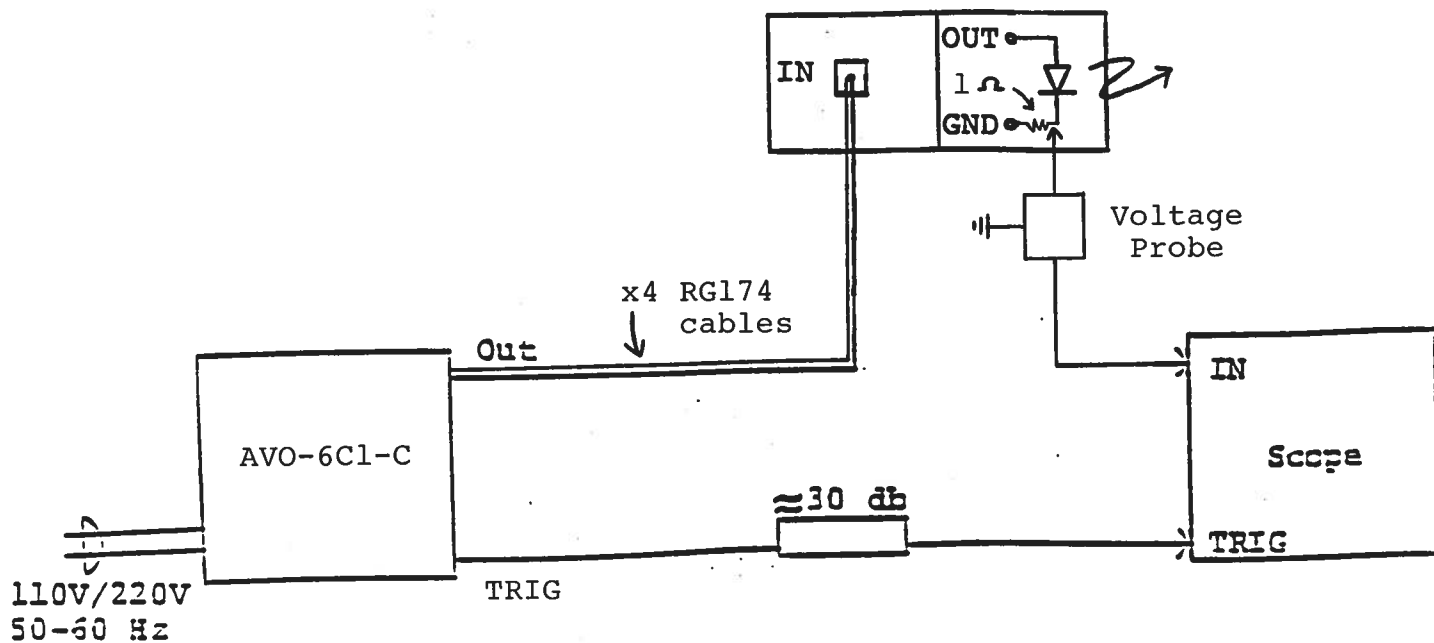 OUT
IN
1 Ω
GND
Voltage
Probe
x4 RG174
cables
Out
IN
AVO-6C1-C
Scope
≈30 db
TRIG
TRIG
110V/220V
50-60 Hz